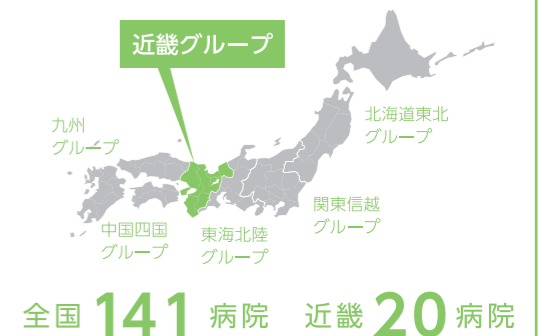 近畿グループ
北海道東北
グループ
九州
グループ
関東信越
グループ
中国四国
グループ
東海北陸
グループ
全国 141 病院
近畿 20 病院